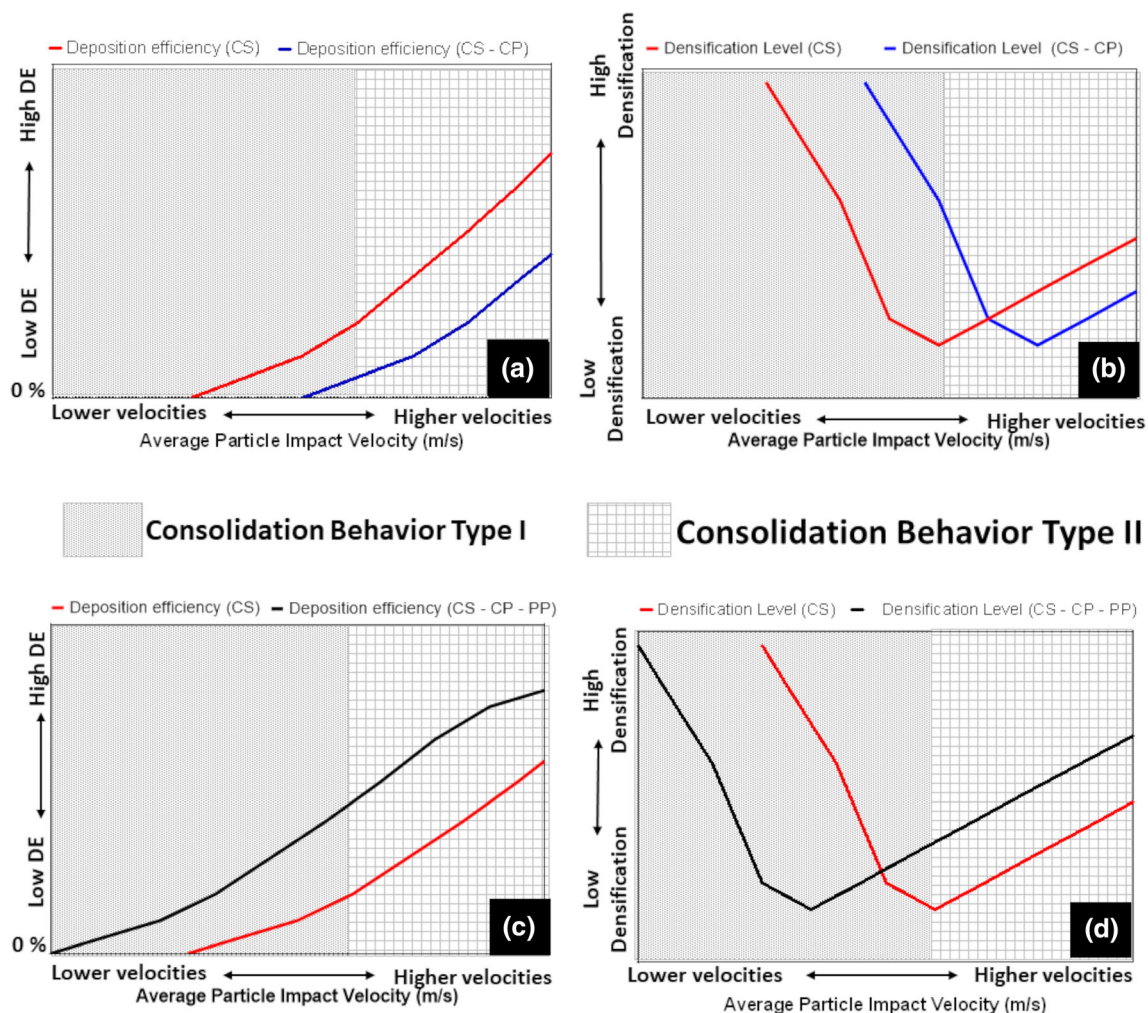 Deposition efficiency (CS) Deposition efficiency (CS - CP)
High DE
Low DE
0 %
(a)
Lower velocities Higher velocities
Average Particle Impact Velocity (m/s)
Densification Level (CS) Densification Level (CS - CP)
High
Densification
Low
Densification
(b)
Lower velocities Higher velocities
Average Particle Impact Velocity (m/s)
Consolidation Behavior Type I
Consolidation Behavior Type II
Deposition efficiency (CS) Deposition efficiency (CS - CP - PP)
High DE
Low DE
0 %
(c)
Lower velocities Higher velocities
Average Particle Impact Velocity (m/s)
Densification Level (CS) Densification Level (CS - CP - PP)
High
Densification
Low
Densification
(d)
Lower velocities Higher velocities
Average Particle Impact Velocity (m/s)